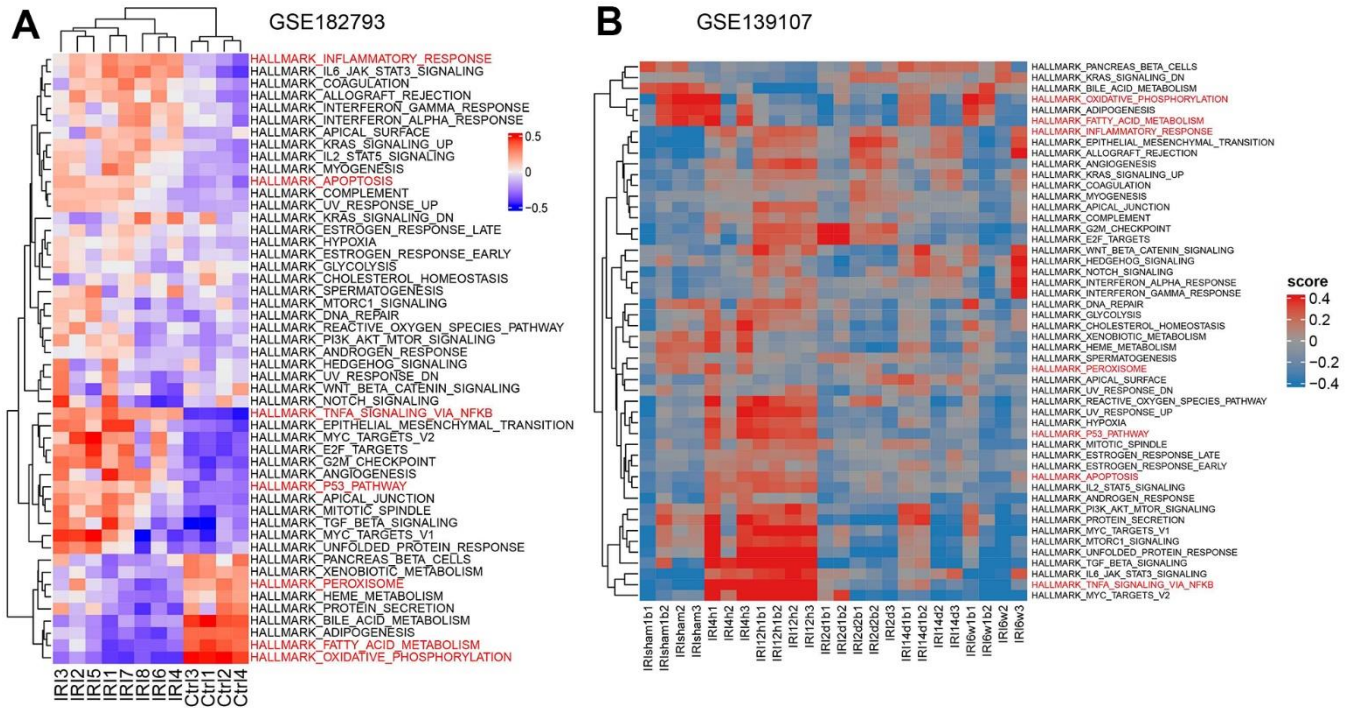 A
GSE182793
HALLMARK_INFLAMMATORY_RESPONSE
HALLMARK_IL6_JAK_STAT3_SIGNALING
HALLMARK_COAGULATION
HALLMARK_ALLOGRAFT_REJECTION
HALLMARK_INTERFERON_GAMMA_RESPONSE
HALLMARK_INTERFERON_ALPHA_RESPONSE
HALLMARK_APICAL_SURFACE
HALLMARK_KRAS_SIGNALING_UP
HALLMARK_IL2_STAT5_SIGNALING
HALLMARK_MYOGENESIS
HALLMARK_APOPTOSIS
HALLMARK_COMPLEMENT
HALLMARK_UV_RESPONSE_UP
HALLMARK_KRAS_SIGNALING_DN
HALLMARK_ESTROGEN_RESPONSE_LATE
HALLMARK_HYPOXIA
HALLMARK_ESTROGEN_RESPONSE_EARLY
HALLMARK_GLYCOLYSIS
HALLMARK_CHOLESTEROL_HOMEOSTASIS
HALLMARK_SPERMATOGENESIS
HALLMARK_MTORC1_SIGNALING
HALLMARK_DNA_REPAIR
HALLMARK_REACTIVE_OXYGEN_SPECIES_PATHWAY
HALLMARK_PI3K_AKT_MTOR_SIGNALING
HALLMARK_ANDROGEN_RESPONSE
HALLMARK_HEDGEHOG_SIGNALING
HALLMARK_UV_RESPONSE_DN
HALLMARK_WNT_BETA_CATENIN_SIGNALING
HALLMARK_NOTCH_SIGNALING
HALLMARK_TNFA_SIGNALING_VIA_NFKB
HALLMARK_EPITHELIAL_MESENCHYMAL_TRANSITION
HALLMARK_MYC_TARGETS_V2
HALLMARK_E2F_TARGETS
HALLMARK_G2M_CHECKPOINT
HALLMARK_ANGIOGENESIS
HALLMARK_P53_PATHWAY
HALLMARK_APICAL_JUNCTION
HALLMARK_MITOTIC_SPINDLE
HALLMARK_TGF_BETA_SIGNALING
HALLMARK_MYC_TARGETS_V1
HALLMARK_UNFOLDED_PROTEIN_RESPONSE
HALLMARK_PANCREAS_BETA_CELLS
HALLMARK_XENOBIOTIC_METABOLISM
HALLMARK_PEROXISOME
HALLMARK_HEME_METABOLISM
HALLMARK_PROTEIN_SECRETION
HALLMARK_BILE_ACID_METABOLISM
HALLMARK_ADIPOGENESIS
HALLMARK_FATTY_ACID_METABOLISM
HALLMARK_OXIDATIVE_PHOSPHORYLATION
0.5
0
−0.5
IRI3
IRI2
IRI5
IRI1
IRI7
IRI8
IRI6
IRI4
Ctrl3
Ctrl1
Ctrl2
Ctrl4
B
GSE139107
HALLMARK_PANCREAS_BETA_CELLS
HALLMARK_KRAS_SIGNALING_DN
HALLMARK_BILE_ACID_METABOLISM
HALLMARK_OXIDATIVE_PHOSPHORYLATION
HALLMARK_ADIPOGENESIS
HALLMARK_FATTY_ACID_METABOLISM
HALLMARK_INFLAMMATORY_RESPONSE
HALLMARK_EPITHELIAL_MESENCHYMAL_TRANSITION
HALLMARK_ALLOGRAFT_REJECTION
HALLMARK_ANGIOGENESIS
HALLMARK_KRAS_SIGNALING_UP
HALLMARK_COAGULATION
HALLMARK_MYOGENESIS
HALLMARK_APICAL_JUNCTION
HALLMARK_COMPLEMENT
HALLMARK_G2M_CHECKPOINT
HALLMARK_E2F_TARGETS
HALLMARK_WNT_BETA_CATENIN_SIGNALING
HALLMARK_HEDGEHOG_SIGNALING
HALLMARK_NOTCH_SIGNALING
HALLMARK_INTERFERON_ALPHA_RESPONSE
HALLMARK_INTERFERON_GAMMA_RESPONSE
HALLMARK_DNA_REPAIR
HALLMARK_GLYCOLYSIS
HALLMARK_CHOLESTEROL_HOMEOSTASIS
HALLMARK_XENOBIOTIC_METABOLISM
HALLMARK_HEME_METABOLISM
HALLMARK_SPERMATOGENESIS
HALLMARK_PEROXISOME
HALLMARK_APICAL_SURFACE
HALLMARK_UV_RESPONSE_DN
HALLMARK_REACTIVE_OXYGEN_SPECIES_PATHWAY
HALLMARK_UV_RESPONSE_UP
HALLMARK_HYPOXIA
HALLMARK_P53_PATHWAY
HALLMARK_MITOTIC_SPINDLE
HALLMARK_ESTROGEN_RESPONSE_LATE
HALLMARK_ESTROGEN_RESPONSE_EARLY
HALLMARK_APOPTOSIS
HALLMARK_IL2_STAT5_SIGNALING
HALLMARK_ANDROGEN_RESPONSE
HALLMARK_PI3K_AKT_MTOR_SIGNALING
HALLMARK_PROTEIN_SECRETION
HALLMARK_MYC_TARGETS_V1
HALLMARK_MTORC1_SIGNALING
HALLMARK_UNFOLDED_PROTEIN_RESPONSE
HALLMARK_TGF_BETA_SIGNALING
HALLMARK_IL6_JAK_STAT3_SIGNALING
HALLMARK_TNFA_SIGNALING_VIA_NFKB
HALLMARK_MYC_TARGETS_V2
score
0.4
0.2
0
−0.2
−0.4
IRIsham1b1
IRIsham1b2
IRIsham2
IRIsham3
IRI4h1
IRI4h2
IRI4h3
IRI12h1b1
IRI12h1b2
IRI12h2
IRI12h3
IRI2d1b1
IRI2d1b2
IRI2d2b1
IRI2d2b2
IRI2d3
IRI14d1b1
IRI14d1b2
IRI14d2
IRI14d3
IRI6w1b1
IRI6w1b2
IRI6w2
IRI6w3